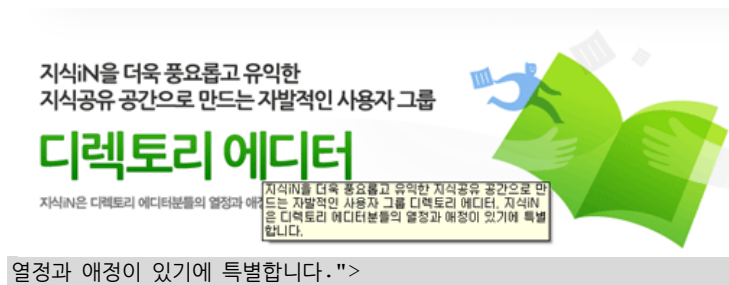 지식iN을 더욱 풍요롭고 유익한
지식공유 공간으로 만드는 자발적인 사용자 그룹
디렉토리 에디터
지식iN은 디렉토리 에디터분들의 열정과 애
지식iN을 더욱 풍요롭고 유익한 지식공유 공간으로 만
드는 자발적인 사용자 그룹 디렉토리 에디터, 지식iN
은 디렉토리 에디터분들의 열정과 애정이 있기에 특별
합니다.
열정과 애정이 있기에 특별합니다.">